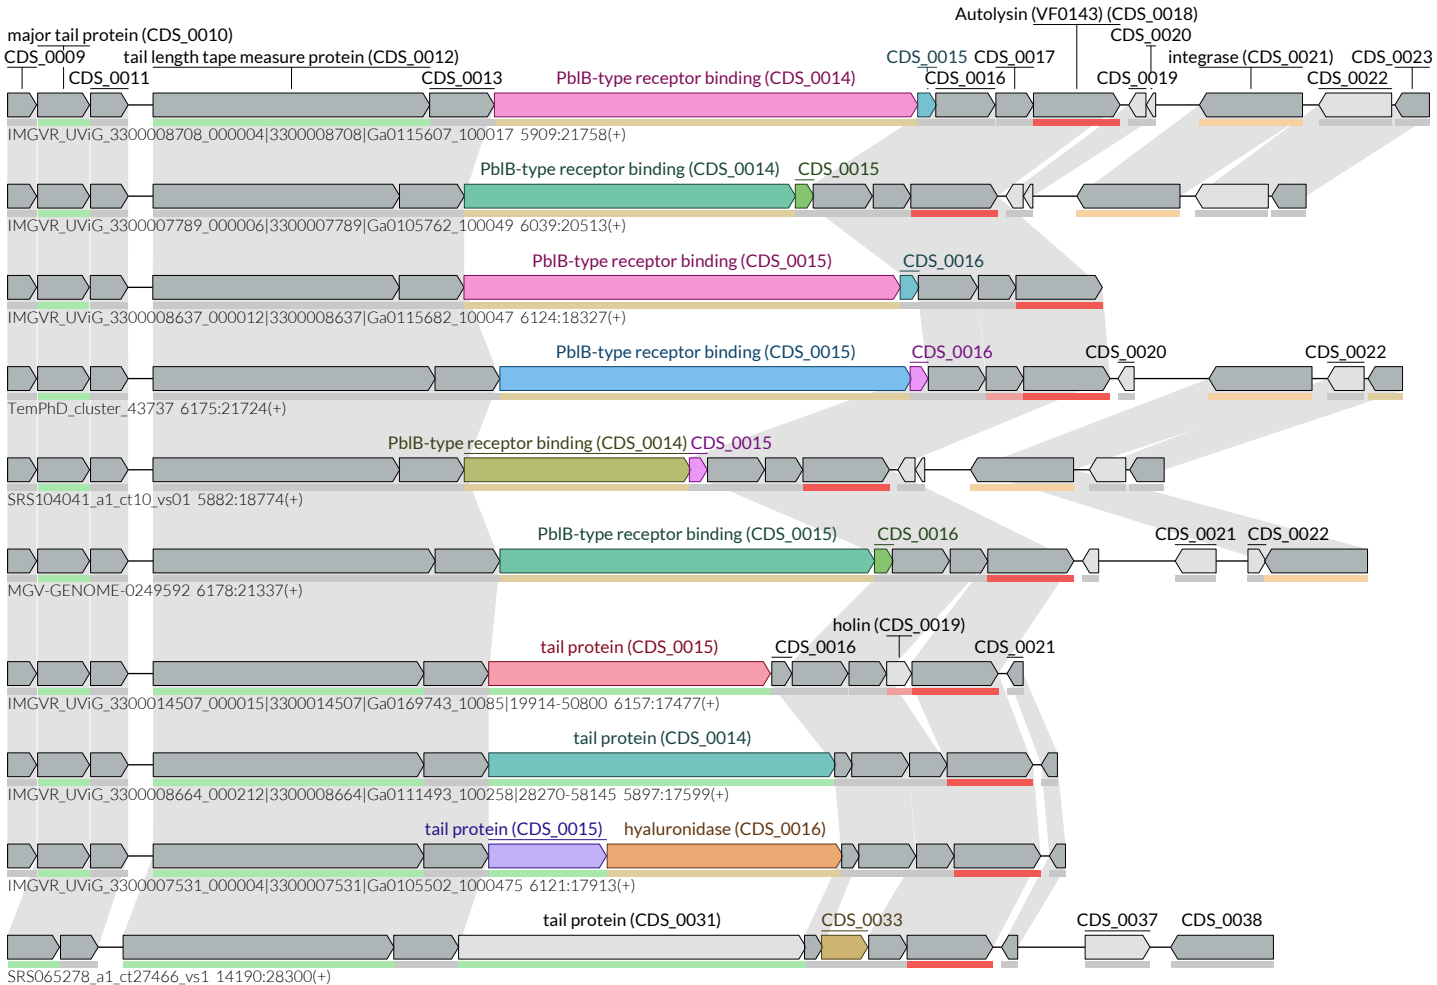 Autolysin (VF0143) (CDS_0018)
major tail protein (CDS_0010) CDS_0020
CDS_0009 tail length tape measure protein (CDS_0012) CDS_0015 CDS_0017 integrase (CDS_0021) CDS_0023
CDS_0011 CDS_0013 PblB-type receptor binding (CDS_0014) CDS_0016 CDS_0019 CDS_0022
IMGVR_UViG_3300008708_000004|3300008708|Ga0115607_100017 5909:21758(+)
PblB-type receptor binding (CDS_0014) CDS_0015
IMGVR_UViG_3300007789_000006|3300007789|Ga0105762_100049 6039:20513(+)
PblB-type receptor binding (CDS_0015) CDS_0016
IMGVR_UViG_3300008637_000012|3300008637|Ga0115682_100047 6124:18327(+)
PblB-type receptor binding (CDS_0015) CDS_0016 CDS_0020 CDS_0022
TemPhD_cluster_43737 6175:21724(+)
PblB-type receptor binding (CDS_0014) CDS_0015
SRS104041_a1_ct10_vs01 5882:18774(+)
PblB-type receptor binding (CDS_0015) CDS_0016 CDS_0021 CDS_0022
MGV-GENOME-0249592 6178:21337(+)
holin (CDS_0019)
tail protein (CDS_0015) CDS_0016 CDS_0021
IMGVR_UViG_3300014507_000015|3300014507|Ga0169743_10085|19914-50800 6157:17477(+)
tail protein (CDS_0014)
IMGVR_UViG_3300008664_000212|3300008664|Ga0111493_100258|28270-58145 5897:17599(+)
tail protein (CDS_0015) hyaluronidase (CDS_0016)
IMGVR_UViG_3300007531_000004|3300007531|Ga0105502_1000475 6121:17913(+)
tail protein (CDS_0031) CDS_0033 CDS_0037 CDS_0038
SRS065278_a1_ct27466_vs1 14190:28300(+)